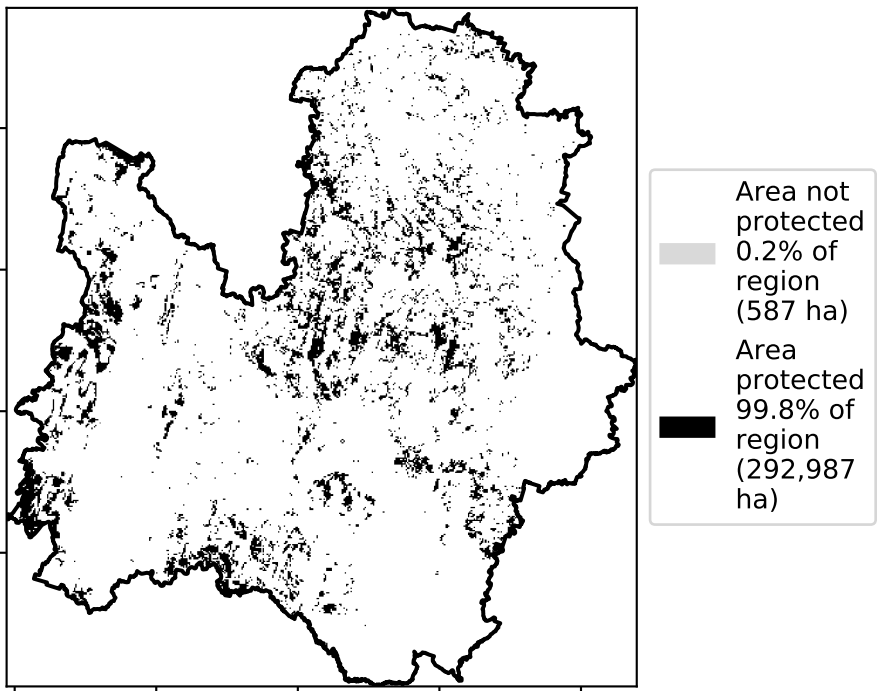 Area not
protected
0.2% of
region
(587 ha)
Area
protected
99.8% of
region
(292,987
ha)